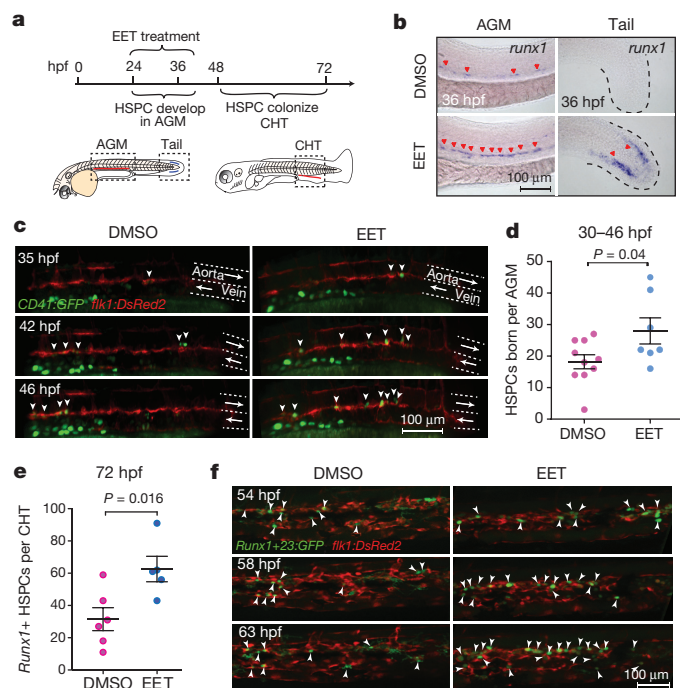 a
EET treatment
hpf 0 24 36 48 72
HSPC develop
in AGM
HSPC colonize
CHT
AGM Tail
CHT
b
AGM Tail
DMSO
runx1
36 hpf
runx1
36 hpf
EET
100 μm
c
DMSO EET
35 hpf
Aorta
Vein
Aorta
Vein
CD41:GFP flk1:DsRed2
42 hpf
46 hpf
100 μm
d
30–46 hpf
P = 0.04
HSPCs born per AGM
50
40
30
20
10
0
DMSO EET
e
72 hpf
P = 0.016
Runx1+ HSPCs per CHT
100
80
60
40
20
0
DMSO EET
f
DMSO EET
54 hpf
Runx1+23:GFP flk1:DsRed2
58 hpf
63 hpf
100 μm